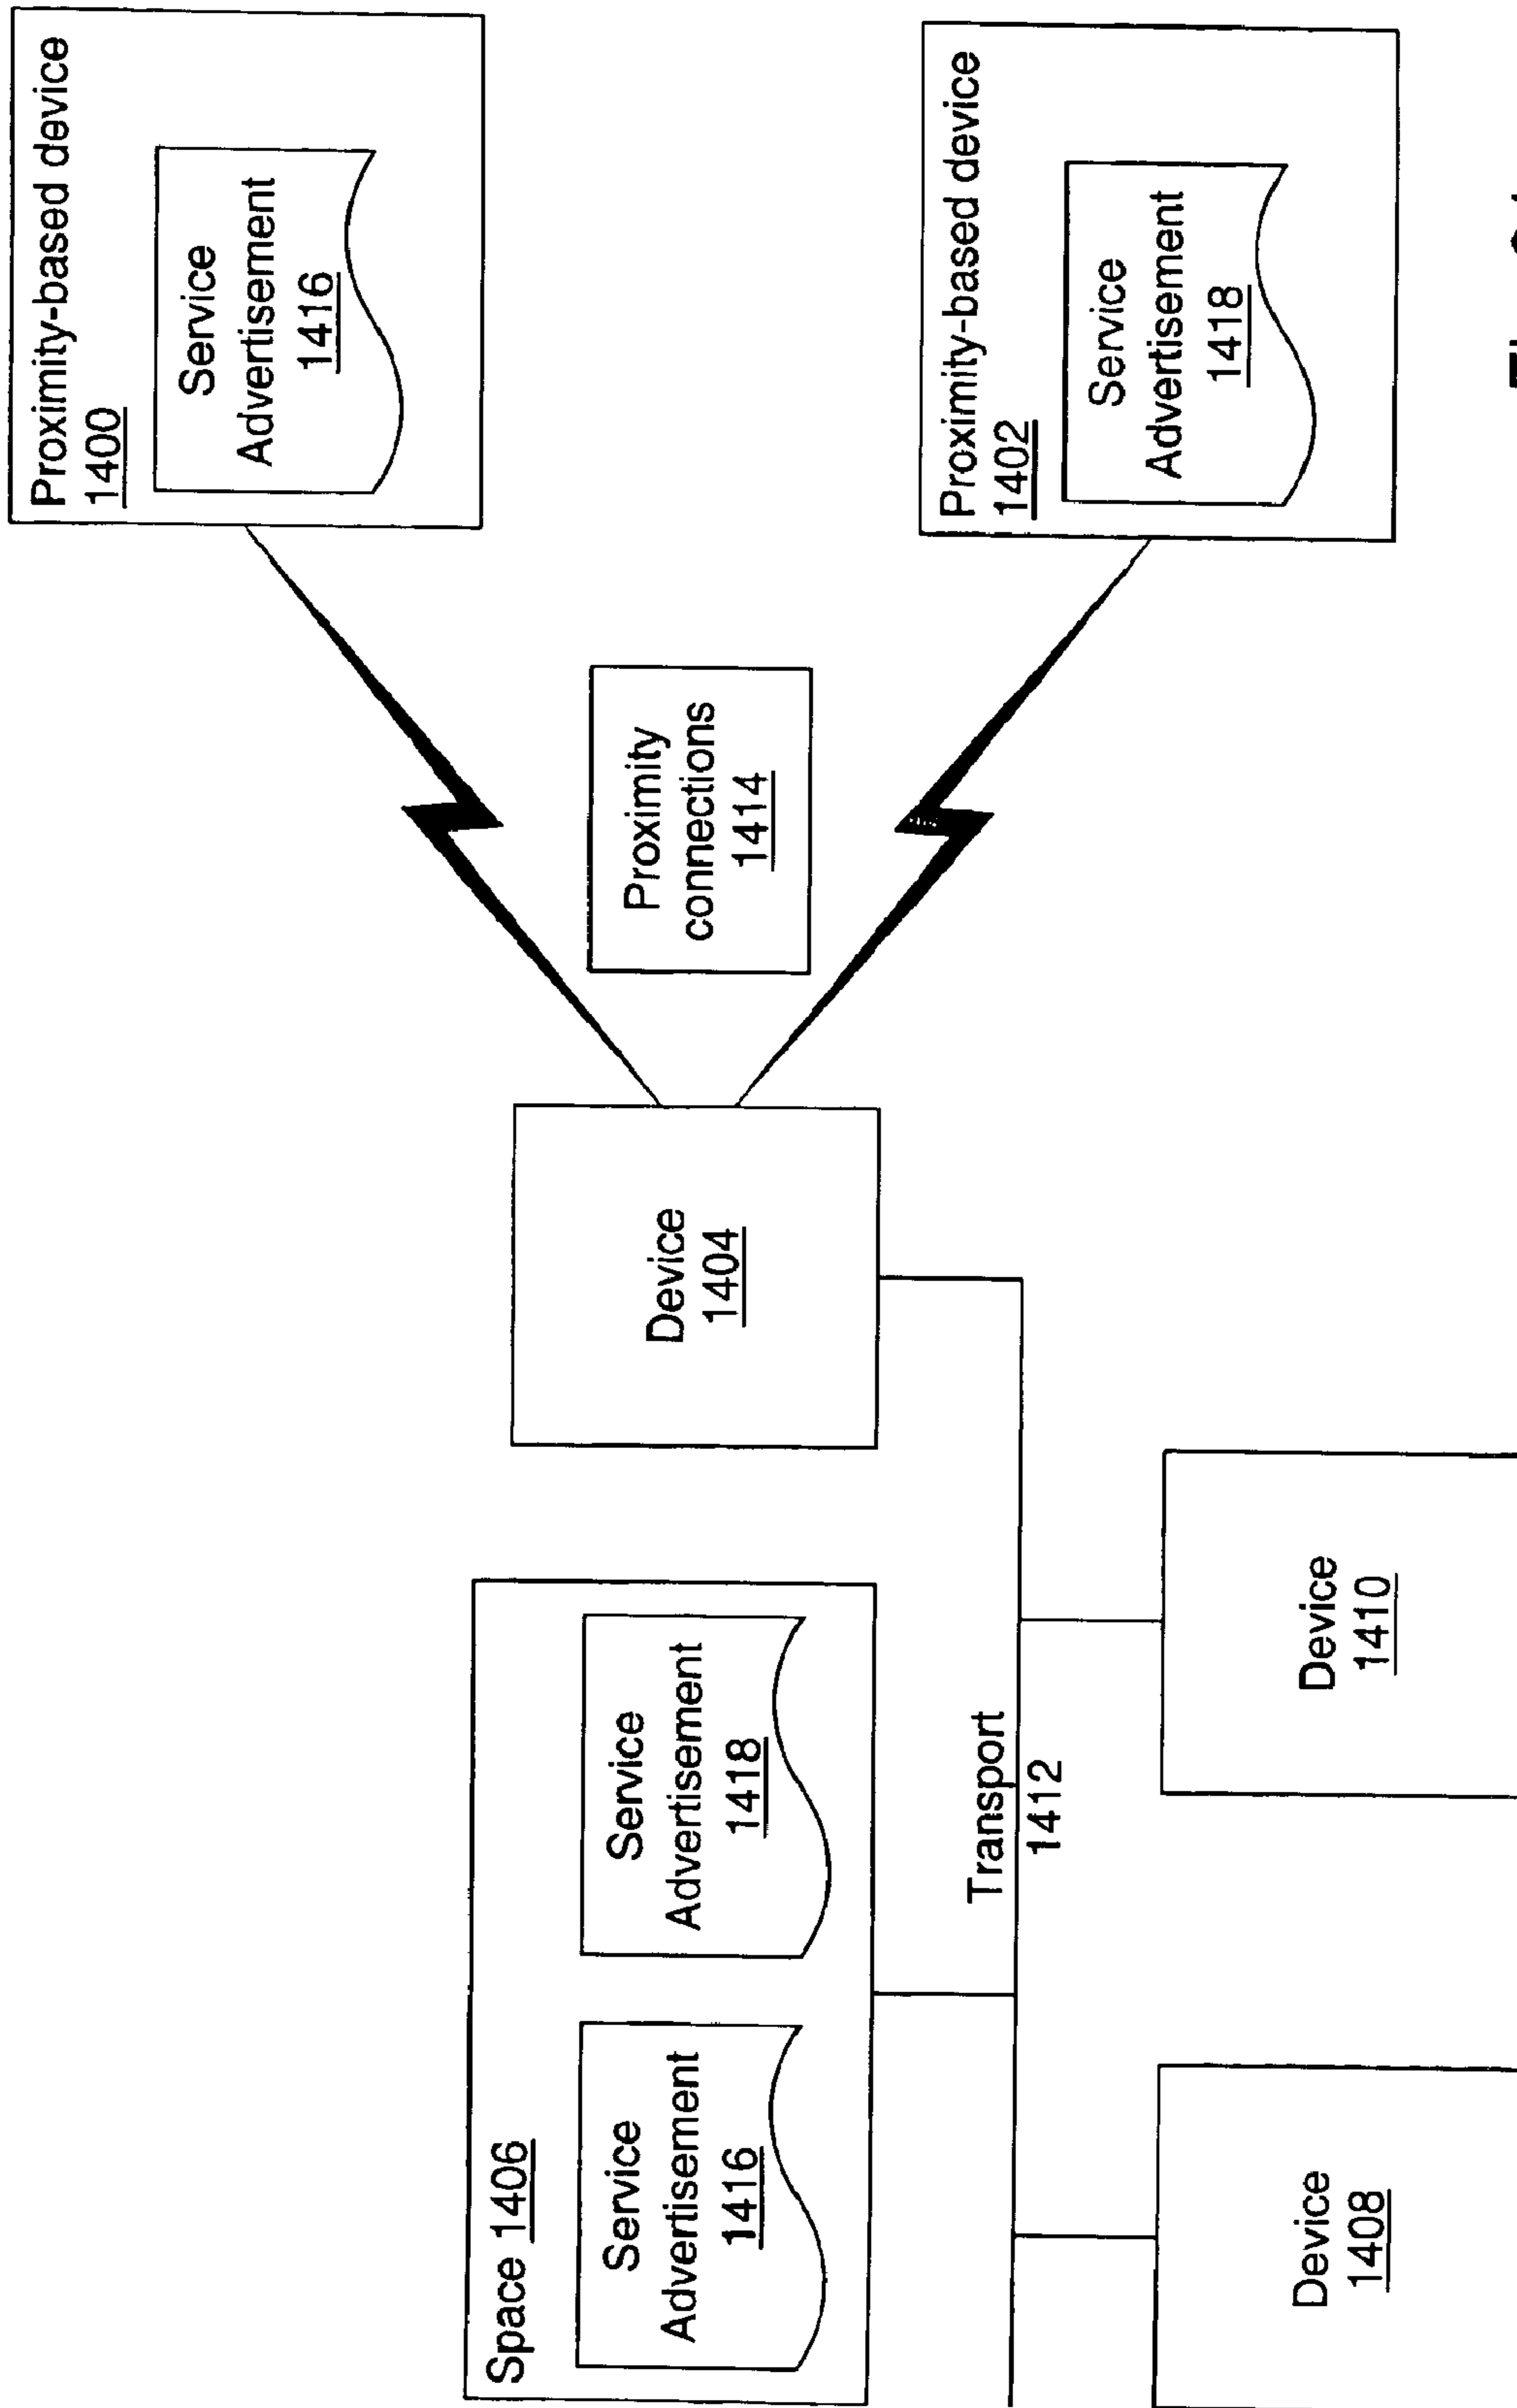 Proximity-based device
1400
Service
Advertisement
1416
Space 1406
Service
Advertisement
1416
Service
Advertisement
1418
Device
1404
Proximity
connections
1414
Transport
1412
Proximity-based device
1402
Service
Advertisement
1418
Device
1408
Device
1410